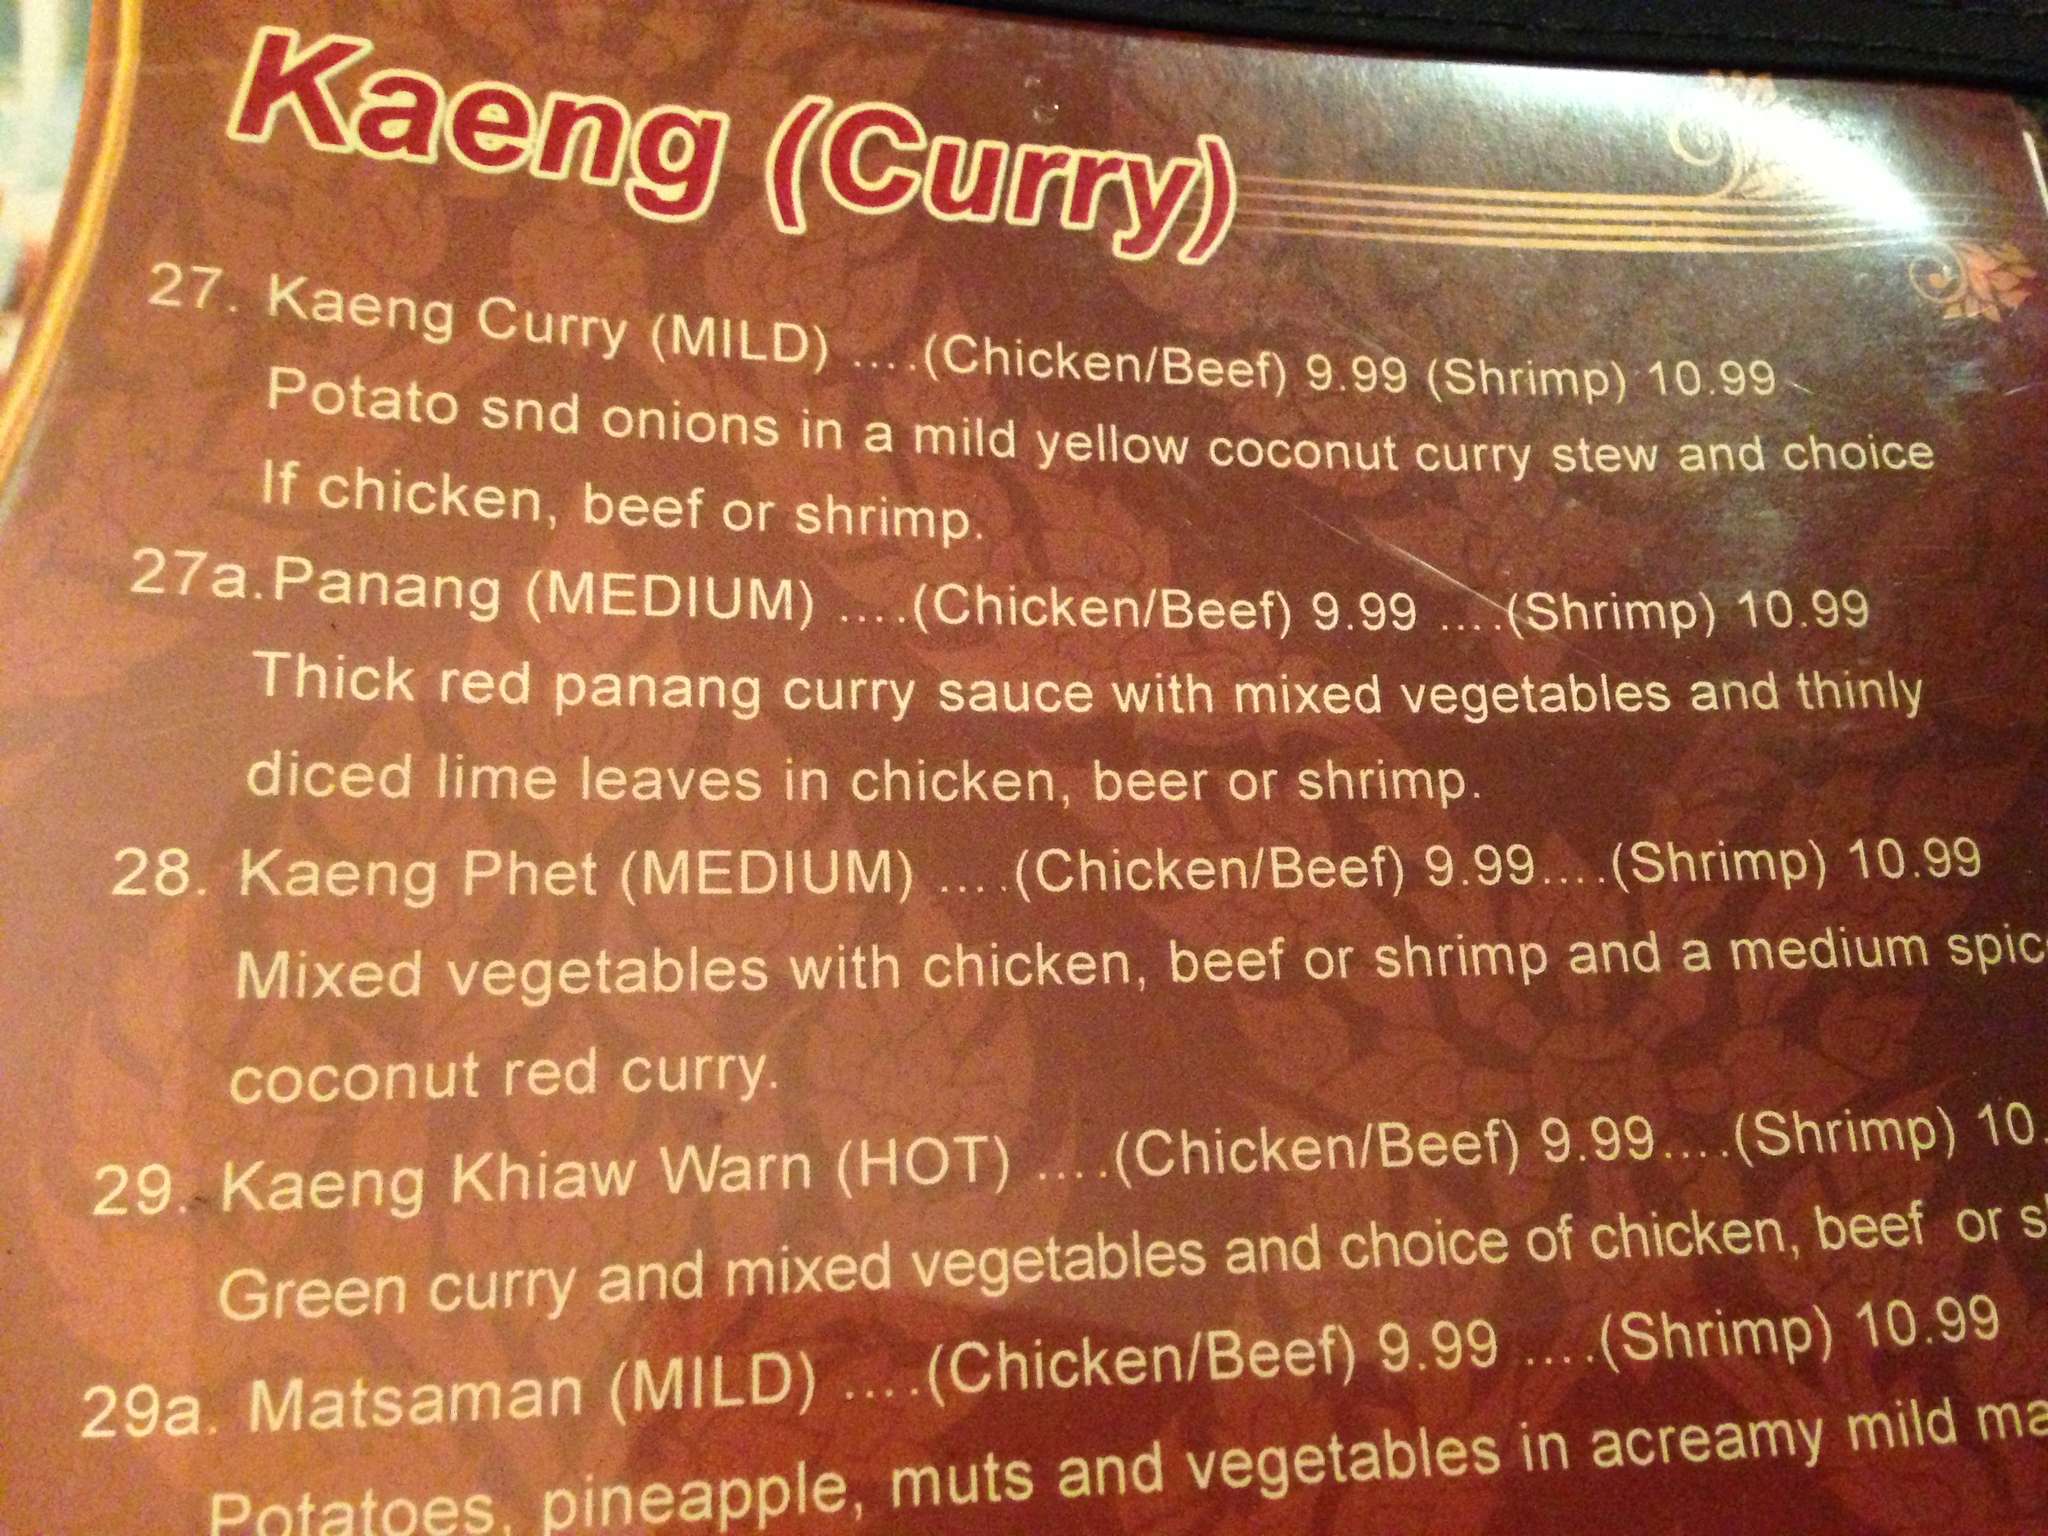 Kaeng (Curry)
27. Kaeng Curry (MILD) ....(Chicken/Beef) 9.99 (Shrimp) 10.99
Potato snd onions in a mild yellow coconut curry stew and choice
If chicken, beef or shrimp.
27a.Panang (MEDIUM) ....(Chicken/Beef) 9.99 ....(Shrimp) 10.99
Thick red panang curry sauce with mixed vegetables and thinly
diced lime leaves in chicken, beer or shrimp.
28. Kaeng Phet (MEDIUM) ....(Chicken/Beef) 9.99....(Shrimp) 10.99
Mixed vegetables with chicken, beef or shrimp and a medium
coconut red curry.
29. Kaeng Khiaw Warn (HOT) ....(Chicken/Beef) 9.99....(Shrimp) 10.
Green curry and mixed vegetables and choice of chicken, beef or
29a. Matsaman (MILD) ....(Chicken/Beef) 9.99 ....(Shrimp) 10.99
Potatoes, pineapple, muts and vegetables in acreamy mild